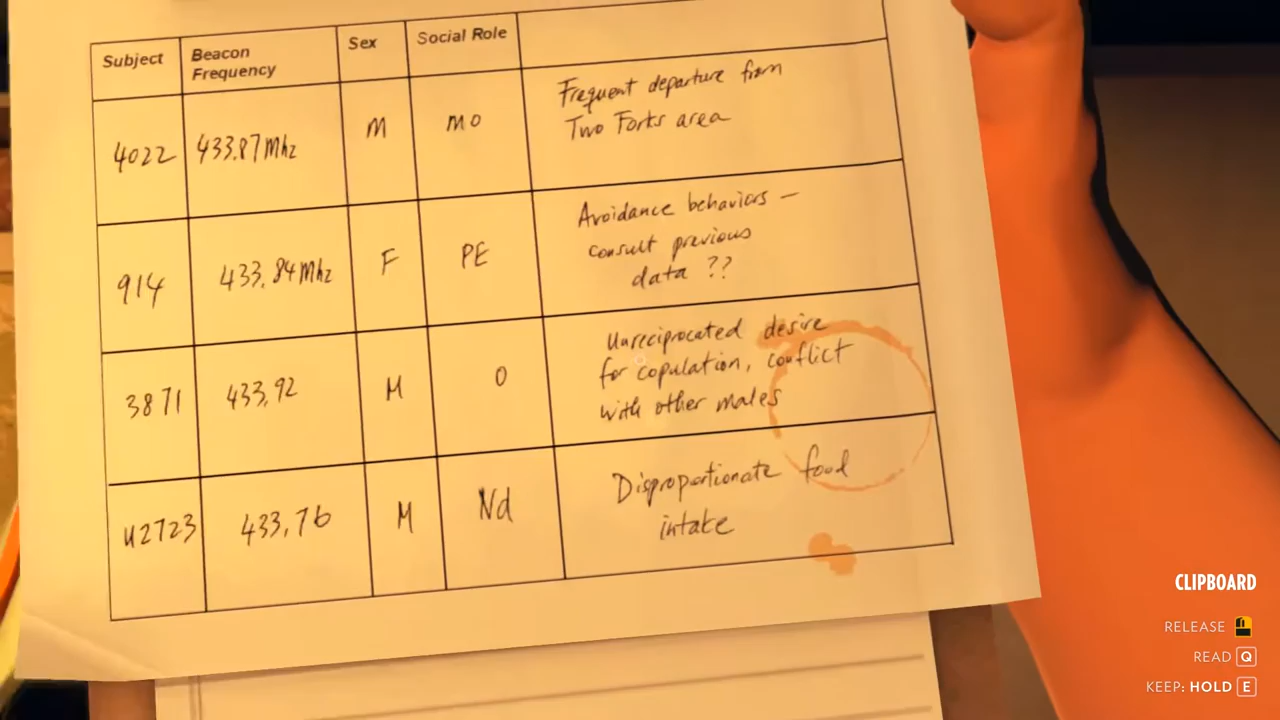 Subject
Beacon
Frequency
Sex
Social Role
4022
433.87Mhz
M
MO
Frequent departure from
Two Forks area
914
433.84Mhz
F
PE
Avoidance behaviors —
consult previous
data ??
3871
433.92
M
O
Unreciprocated desire
for copulation, conflict
with other males
U2723
433.76
M
Nd
Disproportionate food
intake
CLIPBOARD
RELEASE
READ Q
KEEP: HOLD E